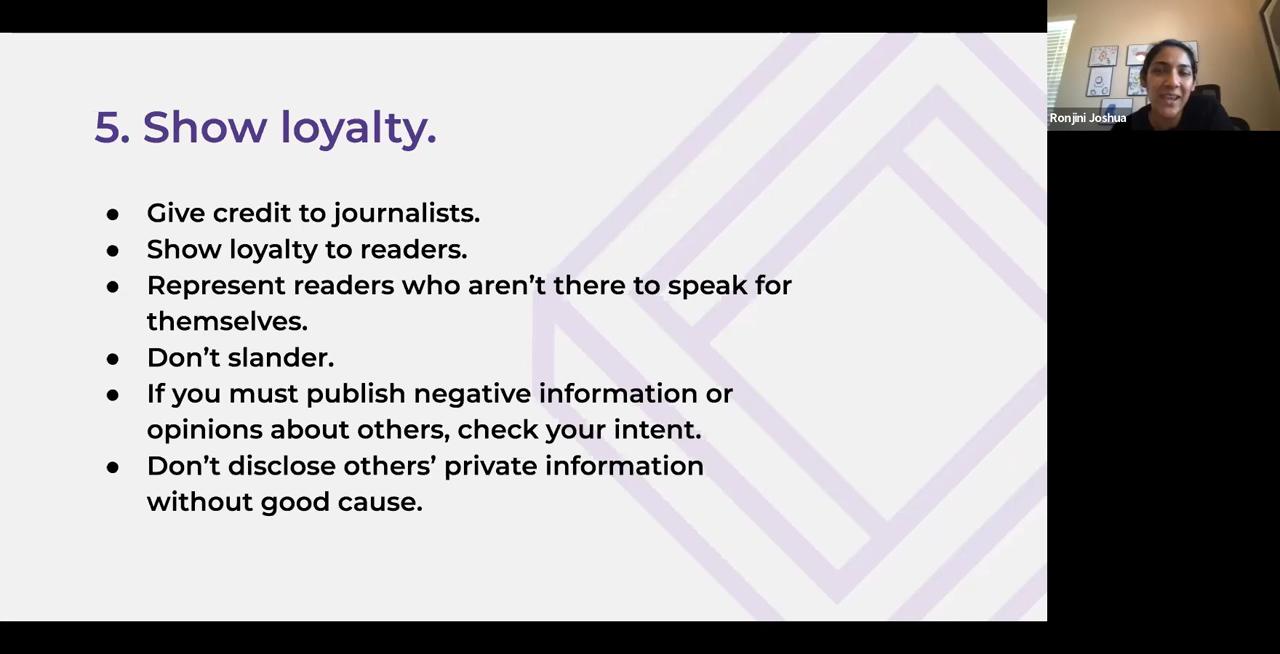 5. Show loyalty.
● Give credit to journalists.
● Show loyalty to readers.
● Represent readers who aren’t there to speak for
themselves.
● Don’t slander.
● If you must publish negative information or
opinions about others, check your intent.
● Don’t disclose others’ private information
without good cause.
Ronjini Joshua